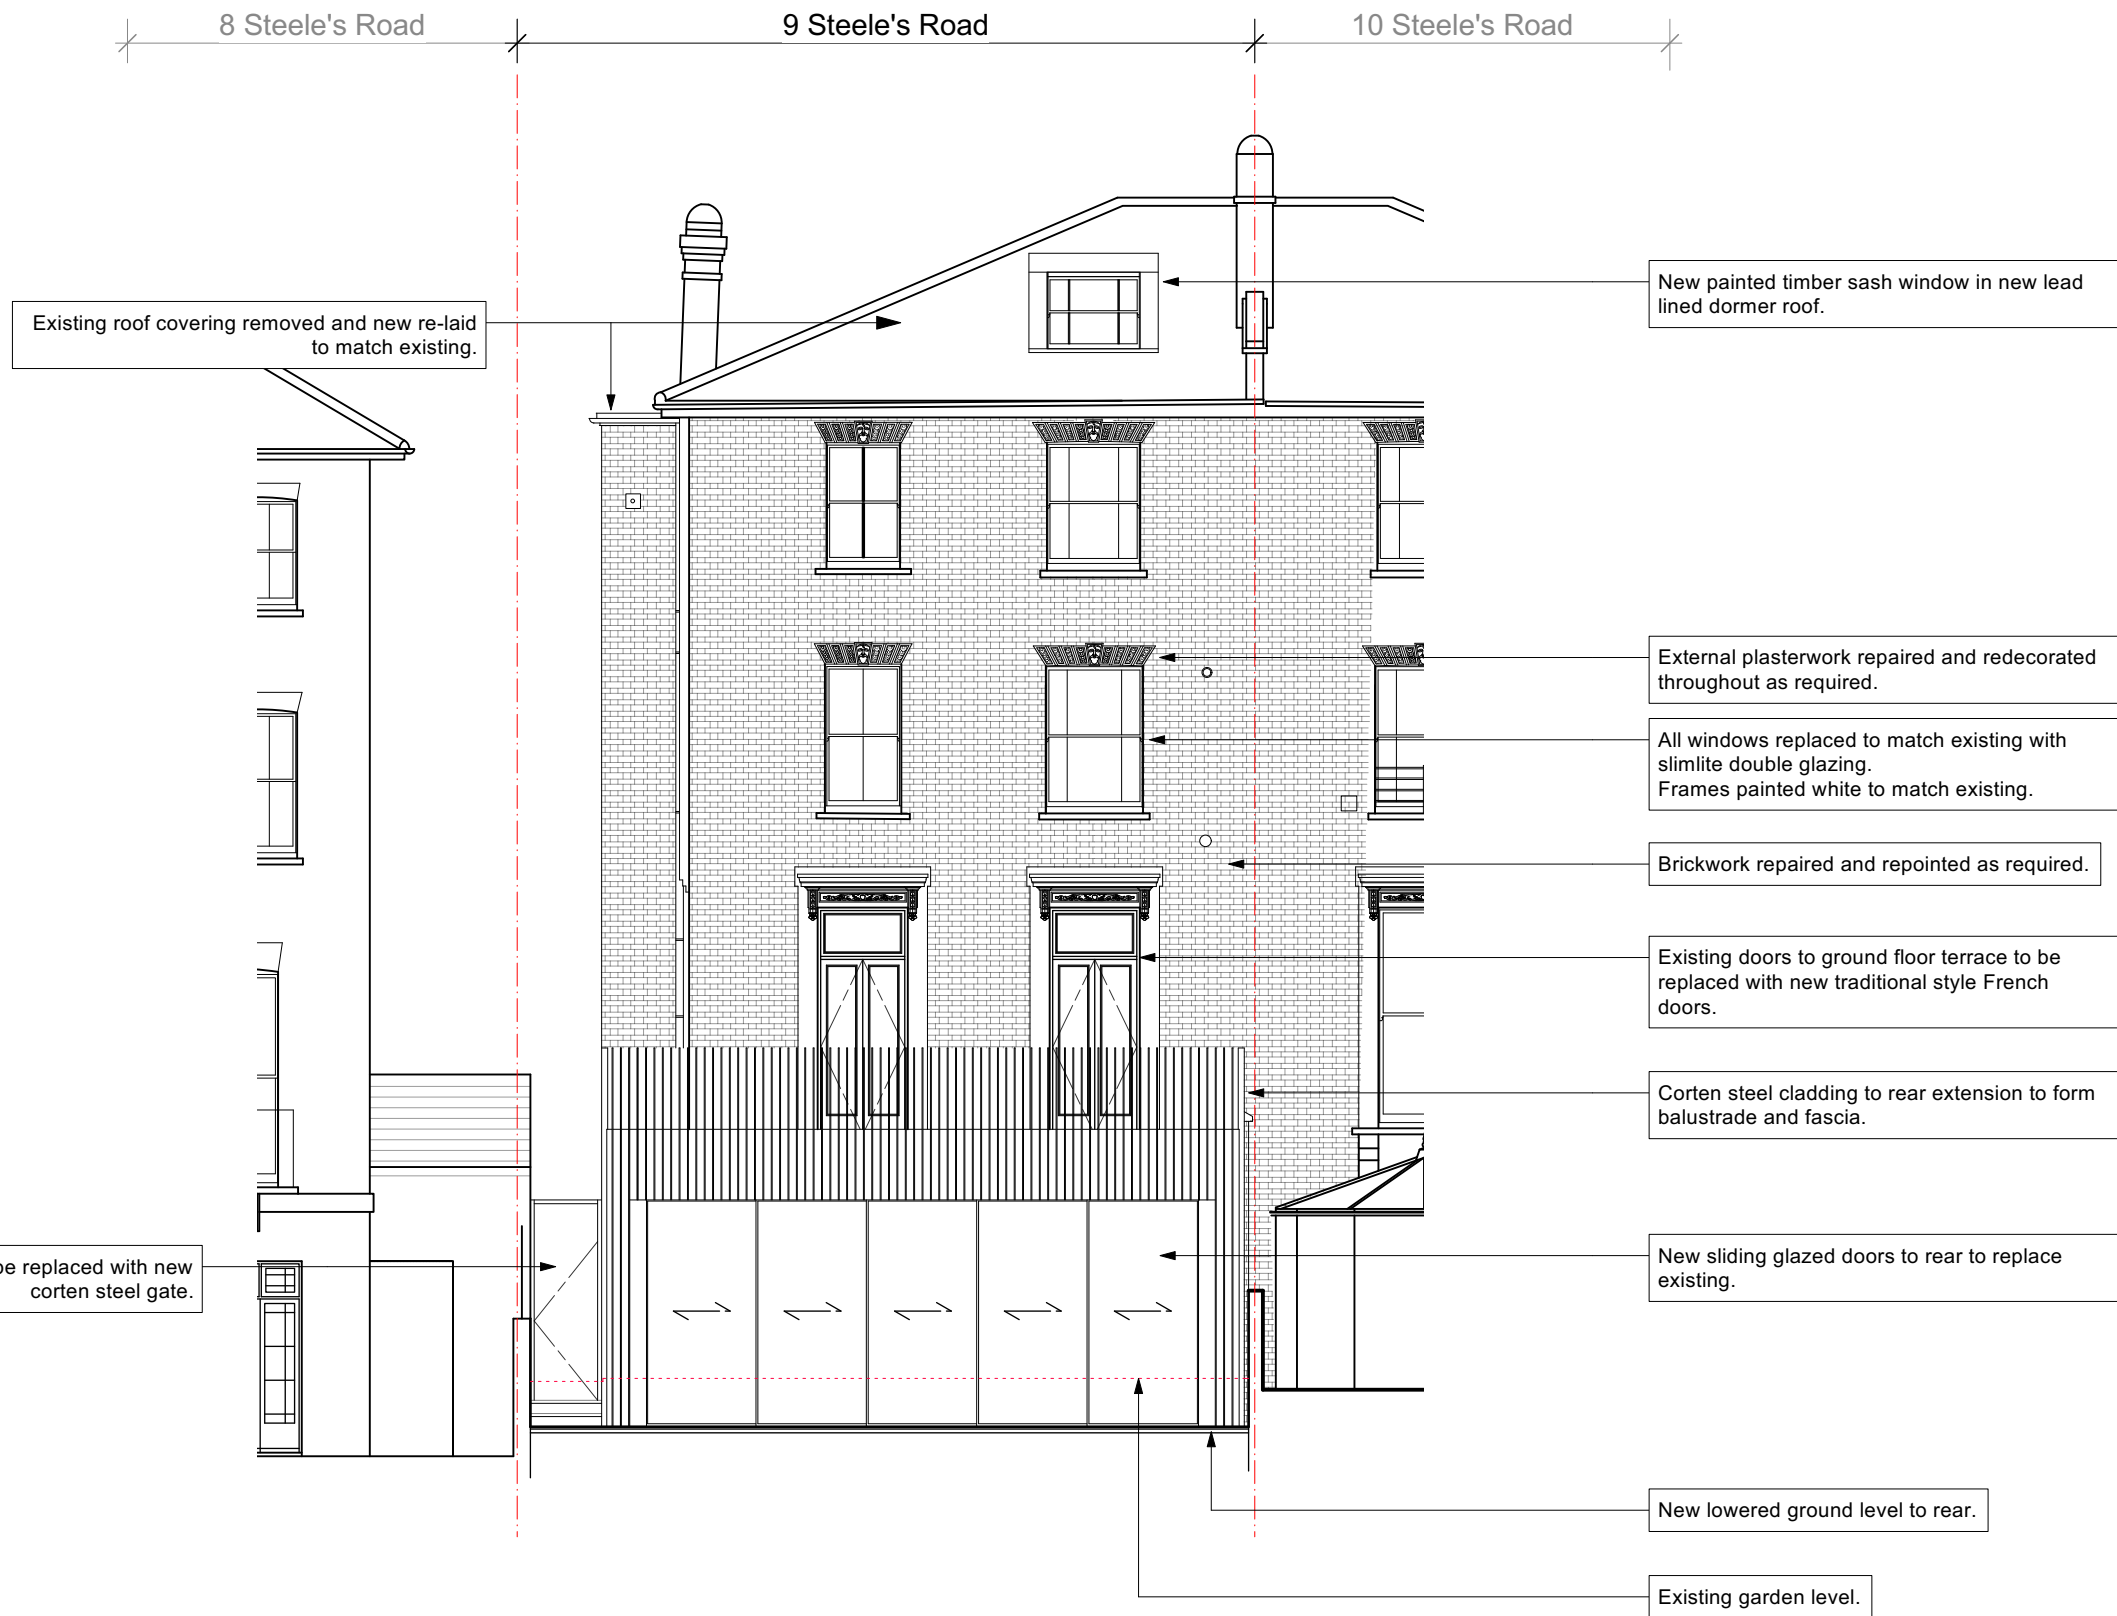 8 Steele's Road
9 Steele's Road
10 Steele's Road
Existing roof covering removed and new re-laid
to match existing.
New painted timber sash window in new lead
lined dormer roof.
External plasterwork repaired and redecorated
throughout as required.
All windows replaced to match existing with
slimlite double glazing.
Frames painted white to match existing.
Brickwork repaired and repointed as required.
Existing doors to ground floor terrace to be
replaced with new traditional style French
doors.
Corten steel cladding to rear extension to form
balustrade and fascia.
be replaced with new
corten steel gate.
New sliding glazed doors to rear to replace
existing.
New lowered ground level to rear.
Existing garden level.